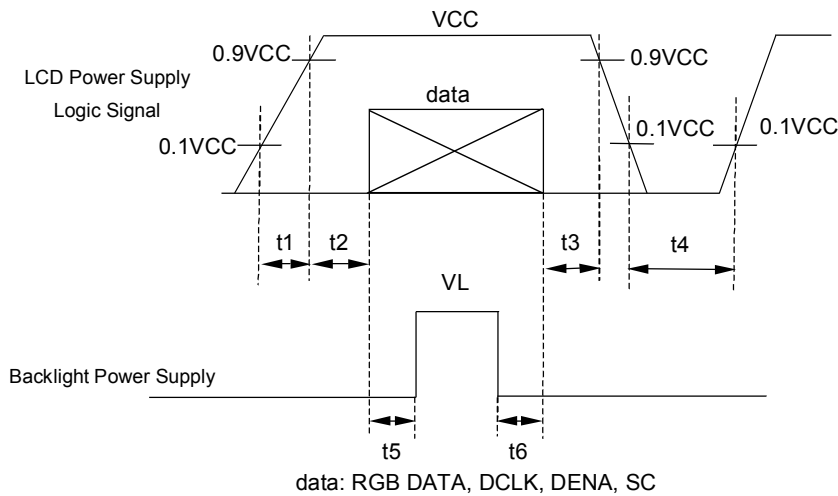 VCC
0.9VCC
0.9VCC
LCD Power Supply
Logic Signal
data
0.1VCC
0.1VCC
0.1VCC
t1
t2
t3
t4
VL
Backlight Power Supply
t5
t6
data: RGB DATA, DCLK, DENA, SC